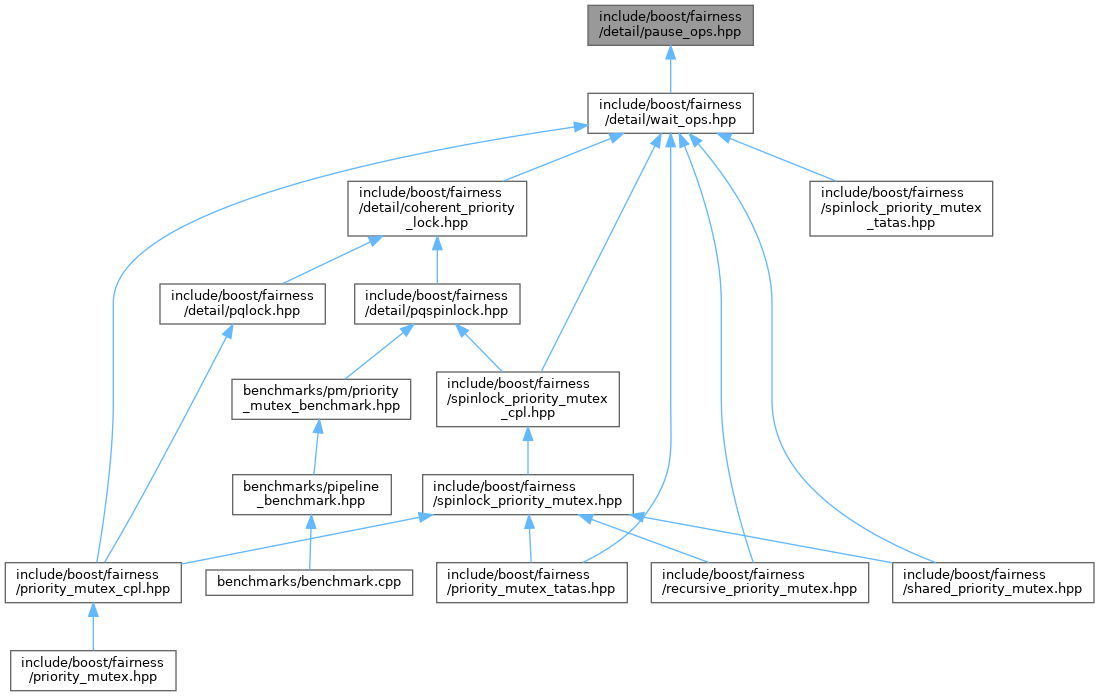 include/boost/fairness
/detail/pause_ops.hpp
include/boost/fairness
/detail/wait_ops.hpp
include/boost/fairness
/detail/coherent_priority
_lock.hpp
include/boost/fairness
/spinlock_priority_mutex
_tatas.hpp
include/boost/fairness
/detail/pqlock.hpp
include/boost/fairness
/detail/pqspinlock.hpp
benchmarks/pm/priority
_mutex_benchmark.hpp
include/boost/fairness
/spinlock_priority_mutex
_cpl.hpp
benchmarks/pipeline
_benchmark.hpp
include/boost/fairness
/spinlock_priority_mutex.hpp
include/boost/fairness
/priority_mutex_cpl.hpp
benchmarks/benchmark.cpp
include/boost/fairness
/priority_mutex_tatas.hpp
include/boost/fairness
/recursive_priority_mutex.hpp
include/boost/fairness
/shared_priority_mutex.hpp
include/boost/fairness
/priority_mutex.hpp